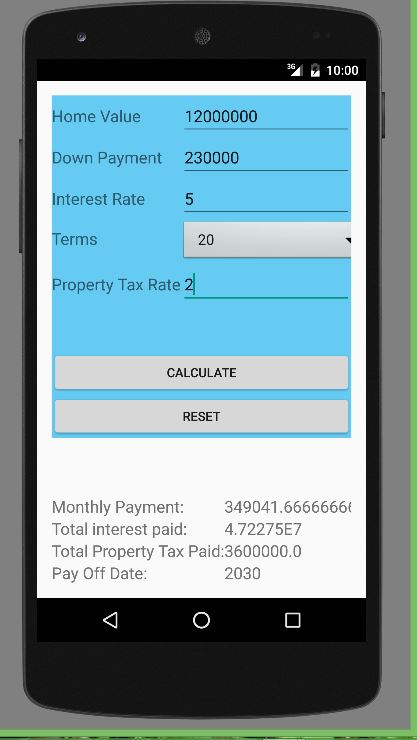 3G 10:00
Home Value 12000000
Down Payment 230000
Interest Rate 5
Terms 20
Property Tax Rate 2
CALCULATE
RESET
Monthly Payment: 349041.6666666
Total interest paid: 4.72275E7
Total Property Tax Paid:3600000.0
Pay Off Date: 2030